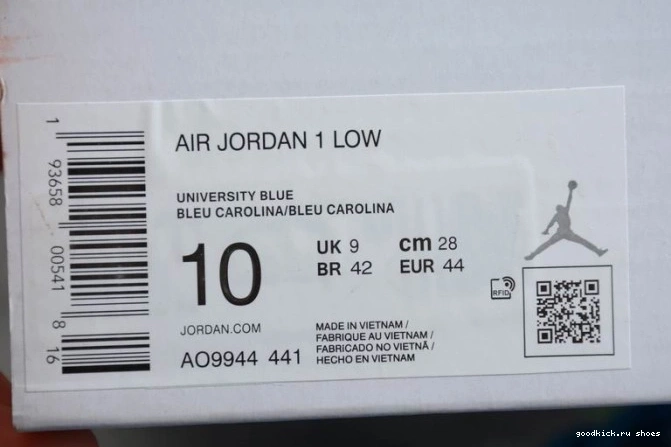 AIR JORDAN 1 LOW
UNIVERSITY BLUE
BLEU CAROLINA/BLEU CAROLINA
10
UK 9 cm 28
BR 42 EUR 44
RFID
JORDAN.COM
AO9944 441
MADE IN VIETNAM /
FABRIQUE AU VIETNAM /
FABRICADO NO VIETNÃ /
HECHO EN VIETNAM
1 93658 00541 8 16
goodkick.ru shoes